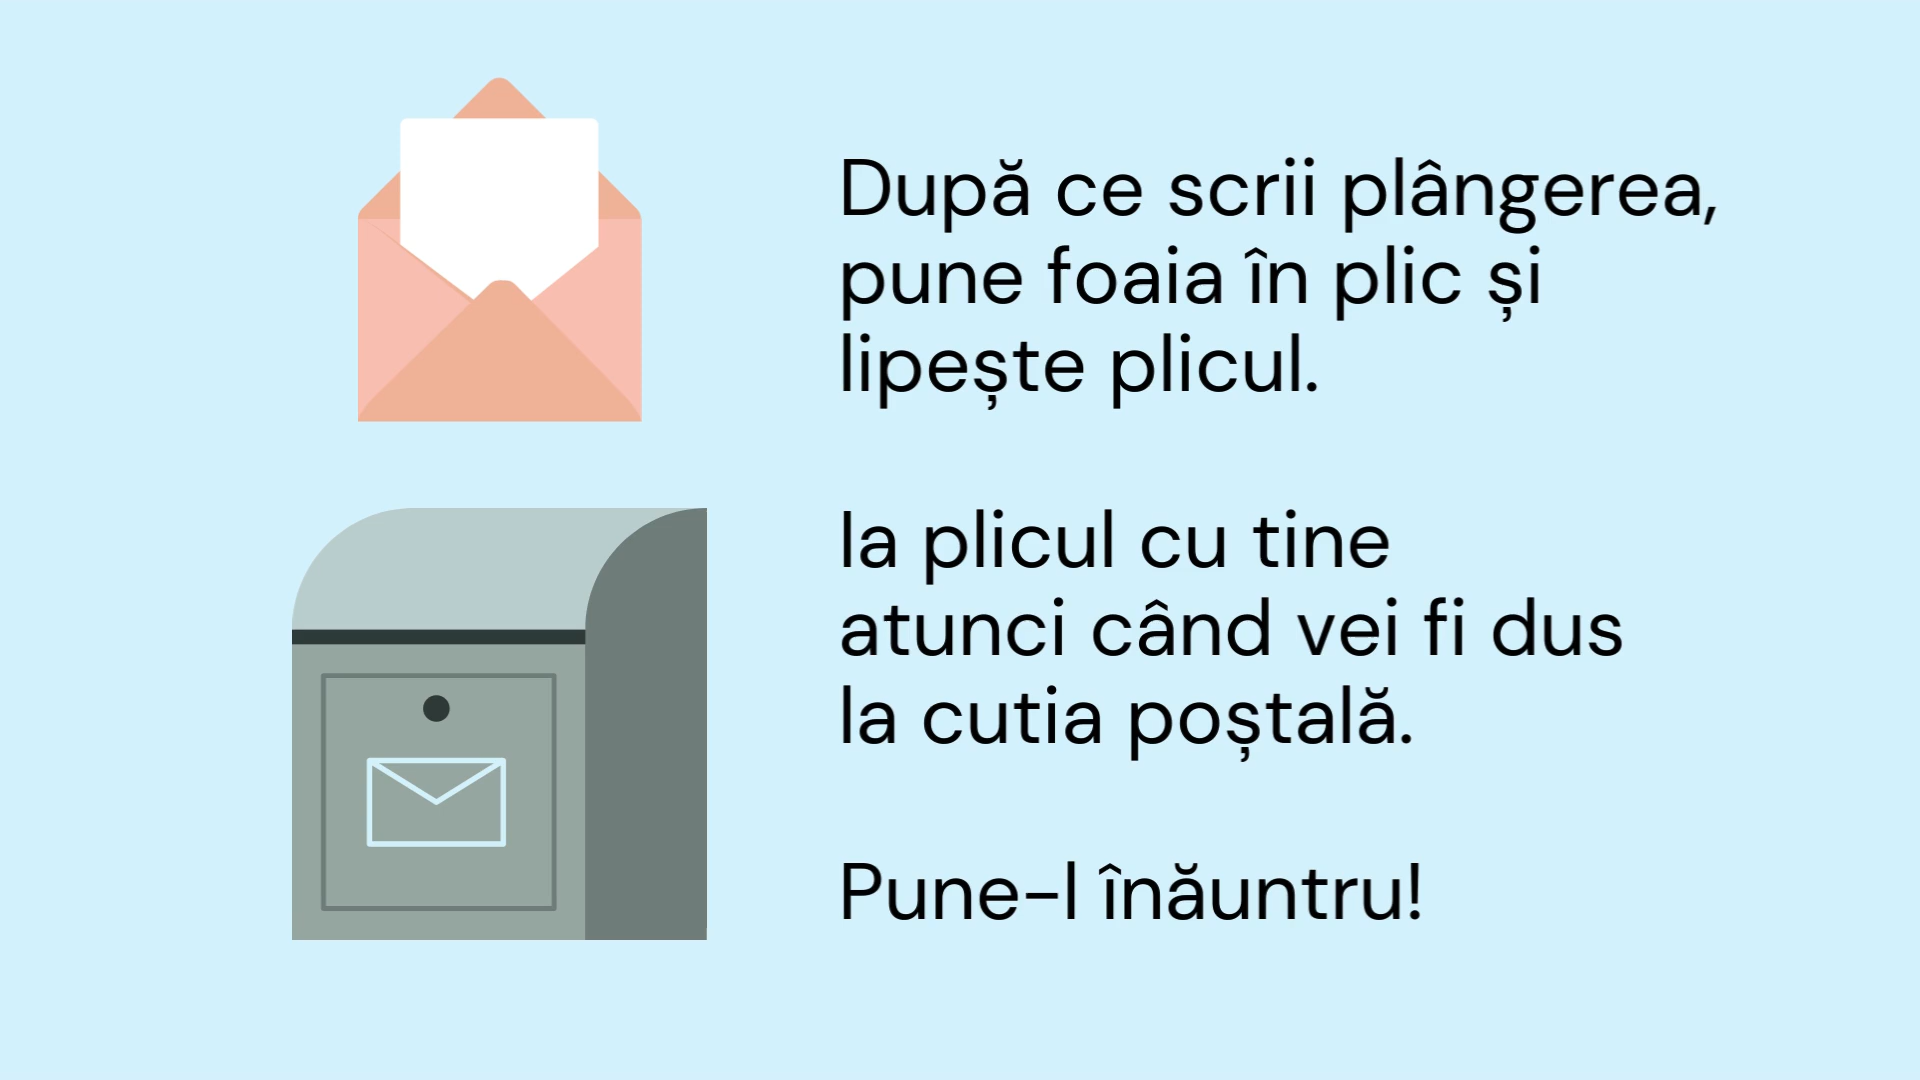 După ce scrii plângerea,
pune foaia în plic și
lipește plicul.
Ia plicul cu tine
atunci când vei fi dus
la cutia poștală.
Pune-l înăuntru!